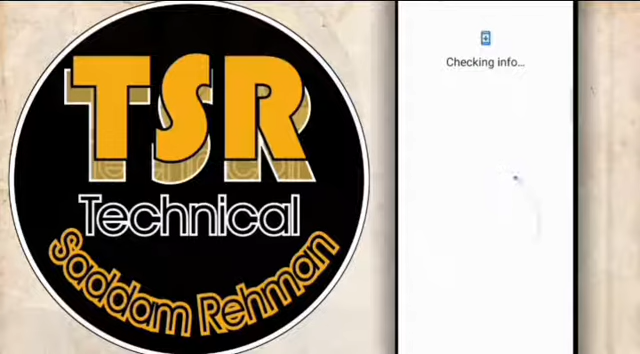 TSR
Technical
Saddam Rehman
Checking info...